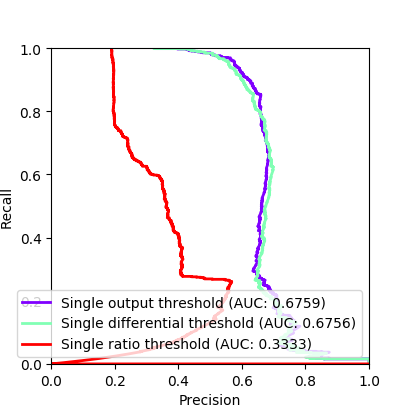 1.0
0.8
0.6
0.4
0.2
0.0
Recall
Single output threshold (AUC: 0.6759)
Single differential threshold (AUC: 0.6756)
Single ratio threshold (AUC: 0.3333)
0.0 0.2 0.4 0.6 0.8 1.0
Precision